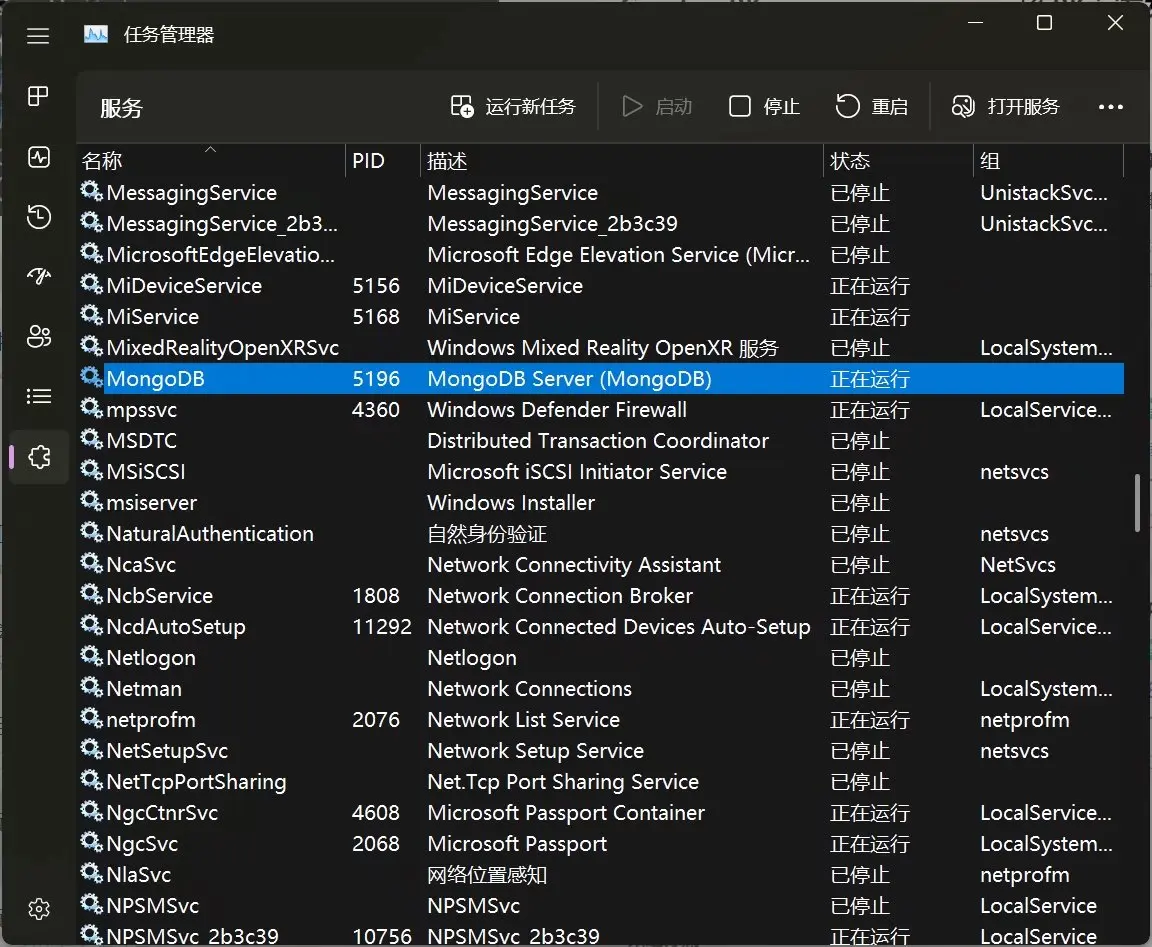 任务管理器
服务 运行新任务 启动 停止 重启 打开服务
名称 PID 描述 状态 组
MessagingService MessagingService 已停止 UnistackSvc...
MessagingService_2b3... MessagingService_2b3c39 已停止 UnistackSvc...
MicrosoftEdgeElevatio... Microsoft Edge Elevation Service (Micr... 已停止
MiDeviceService 5156 MiDeviceService 正在运行
MiService 5168 MiService 正在运行
MixedRealityOpenXRSvc Windows Mixed Reality OpenXR 服务 已停止 LocalSystem...
MongoDB 5196 MongoDB Server (MongoDB) 正在运行
mpssvc 4360 Windows Defender Firewall 正在运行 LocalService...
MSDTC Distributed Transaction Coordinator 已停止
MSiSCSI Microsoft iSCSI Initiator Service 已停止 netsvcs
msiserver Windows Installer 已停止
NaturalAuthentication 自然身份验证 已停止 netsvcs
NcaSvc Network Connectivity Assistant 已停止 NetSvcs
NcbService 1808 Network Connection Broker 正在运行 LocalSystem...
NcdAutoSetup 11292 Network Connected Devices Auto-Setup 正在运行 LocalService...
Netlogon Netlogon 已停止
Netman Network Connections 已停止 LocalSystem...
netprofm 2076 Network List Service 正在运行 netprofm
NetSetupSvc Network Setup Service 已停止 netsvcs
NetTcpPortSharing Net.Tcp Port Sharing Service 已停止
NgcCtnrSvc 4608 Microsoft Passport Container 正在运行 LocalService...
NgcSvc 2068 Microsoft Passport 正在运行 LocalSystem...
NlaSvc 网络位置感知 已停止 netprofm
NPSMSvc NPSMSvc 已停止 LocalService
NPSMSvc_2b3c39 10756 NPSMSvc_2b3c39 正在运行 LocalService